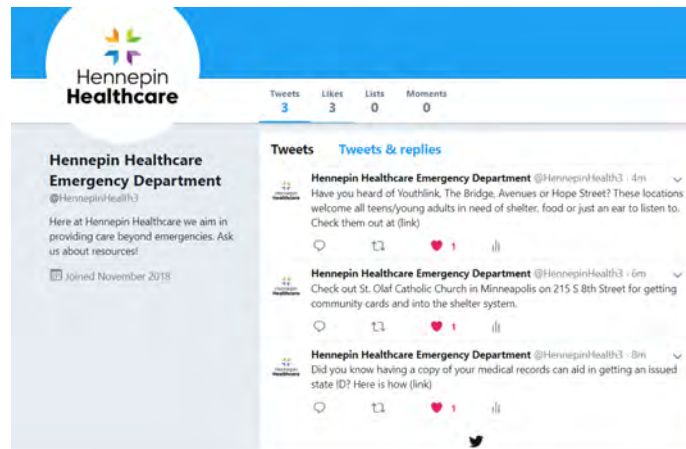 Hennepin
Healthcare
Tweets Likes Lists Moments
3 3 0 0
Hennepin Healthcare
Emergency Department
@HennepinHealth3
Here at Hennepin Healthcare we aim in
providing care beyond emergencies. Ask
us about resources!
Joined November 2018
Tweets Tweets & replies
Hennepin Healthcare Emergency Department @HennepinHealth3 · 4m
Have you heard of Youthlink, The Bridge, Avenues or Hope Street? These locations
welcome all teens/young adults in need of shelter, food or just an ear to listen to.
Check them out at (link)
1
Hennepin Healthcare Emergency Department @HennepinHealth3 · 6m
Check out St. Olaf Catholic Church in Minneapolis on 215 S 8th Street for getting
community cards and into the shelter system.
1
Hennepin Healthcare Emergency Department @HennepinHealth3 · 8m
Did you know having a copy of your medical records can aid in getting an issued
state ID? Here is how (link)
1